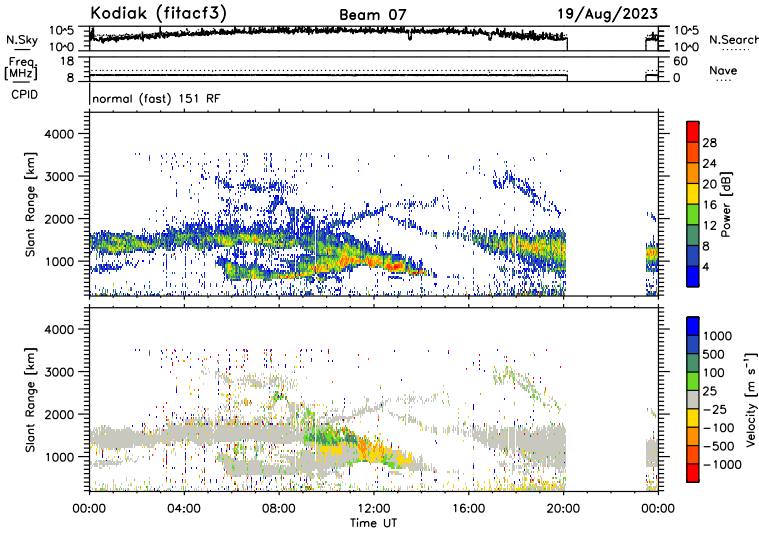 Kodiak (fitacf3) Beam 07 19/Aug/2023
N.Sky 10^5 10^0 10^5 10^0 N.Search
Freq. [MHz] 18 8 60 0 Nave
CPID normal (fast) 151 RF
Slant Range [km] 4000 3000 2000 1000
Power [dB] 28 24 20 16 12 8 4
Slant Range [km] 4000 3000 2000 1000
Velocity [m s⁻¹] 1000 500 100 25 −25 −100 −500 −1000
00:00 04:00 08:00 12:00 16:00 20:00 00:00
Time UT